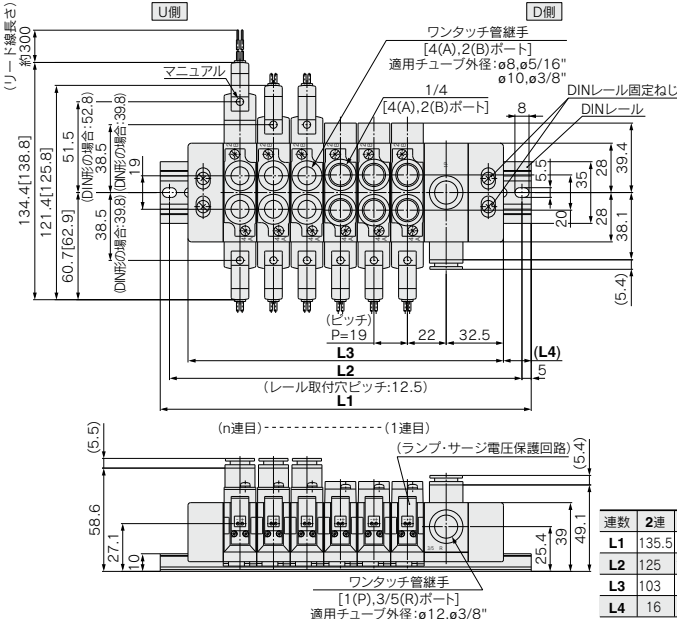 U側
D側
(リード線長さ)
約300
マニュアル
ワンタッチ管継手
[4(A),2(B)ポート]
適用チューブ外径:ø8,ø5/16"
ø10,ø3/8"
1/4
[4(A),2(B)ポート]
DINレール固定ねじ
DINレール
8
134.4[138.8]
121.4[125.8]
60.7[62.9]
51.5
(DIN形の場合:52.8)
38.5
(DIN形の場合:39.8)
19
38.5
(DIN形の場合:39.8)
5.5
20
35
28
28
39.4
38.1
(5.4)
(ピッチ)
P=19
22
32.5
L3
(L4)
L2
5
(レール取付穴ピッチ:12.5)
L1
(n連目)
(1連目)
(ランプ・サージ電圧保護回路)
(5.5)
58.6
27.1
10
(5.4)
25.4
39
49.1
ワンタッチ管継手
[1(P),3/5(R)ポート]
適用チューブ外径:ø12,ø3/8"
連数 2連
L1 135.5
L2 125
L3 103
L4 16